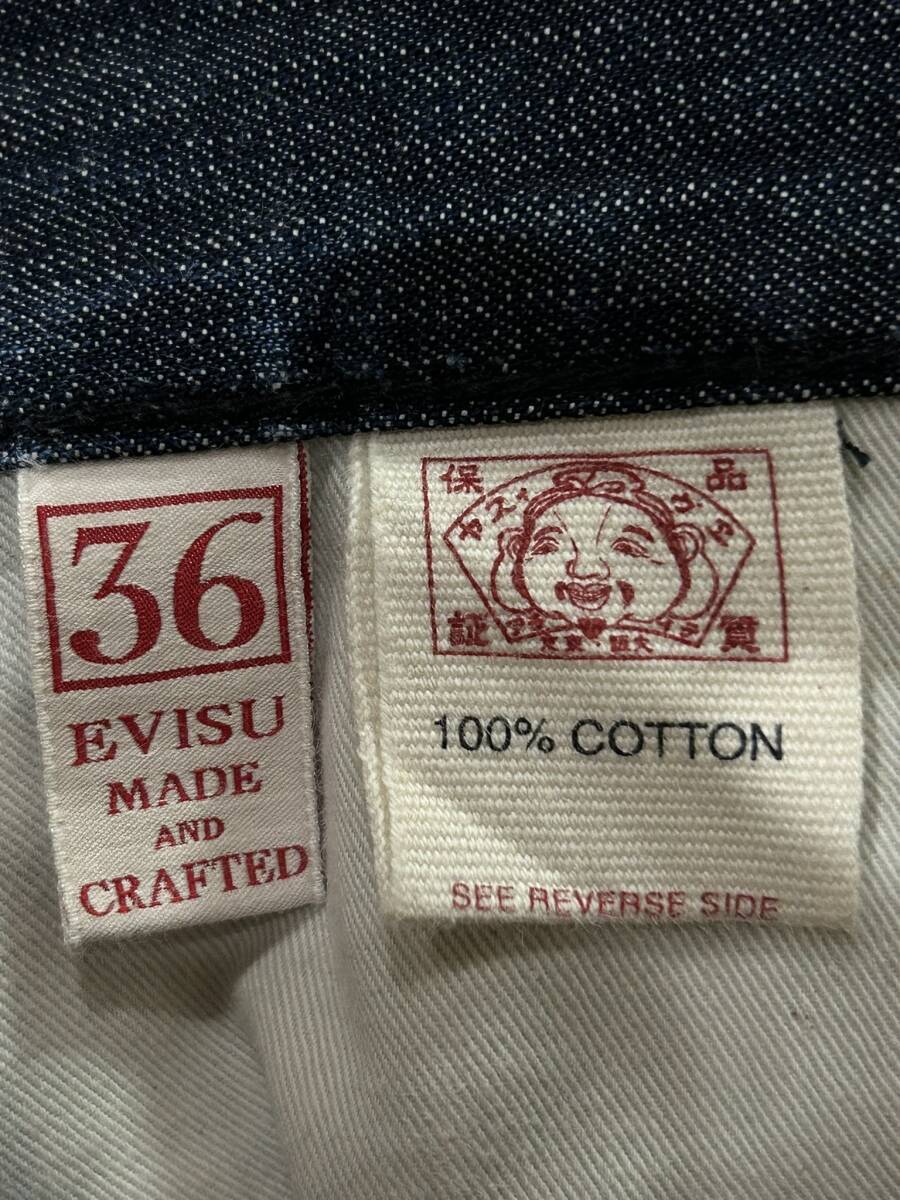 36
EVISU
MADE
AND
CRAFTED
保 品
証 質
100% COTTON
SEE REVERSE SIDE